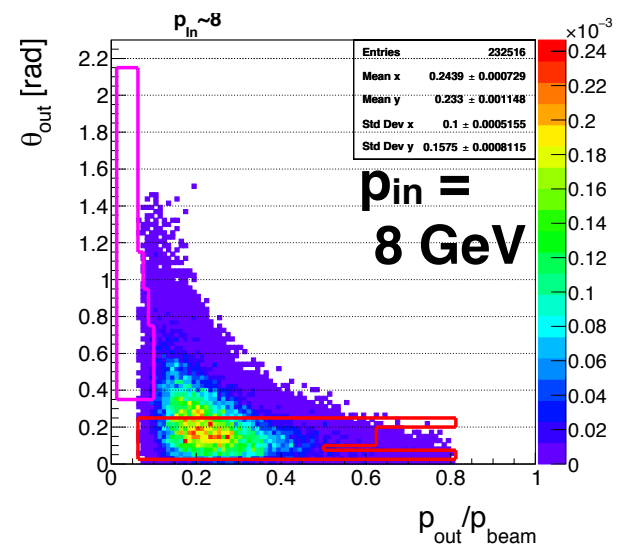 p_In~8
×10^-3
Entries 232516
Mean x 0.2439 ± 0.000729
Mean y 0.233 ± 0.001148
Std Dev x 0.1 ± 0.0005155
Std Dev y 0.1575 ± 0.0008115
p_in =
8 GeV
θ_out [rad]
2.2
2
1.8
1.6
1.4
1.2
1
0.8
0.6
0.4
0.2
0
0 0.2 0.4 0.6 0.8 1
p_out/p_beam
0.24
0.22
0.2
0.18
0.16
0.14
0.12
0.1
0.08
0.06
0.04
0.02
0